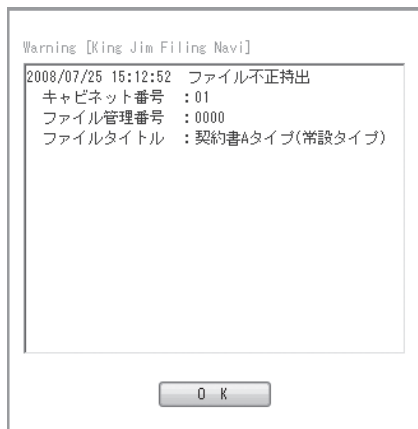 Warning [King Jim Filing Navi]
2008/07/25 15:12:52 ファイル不正持出
キャビネット番号 :01
ファイル管理番号 :0000
ファイルタイトル :契約書Aタイプ(常設タイプ)
O K